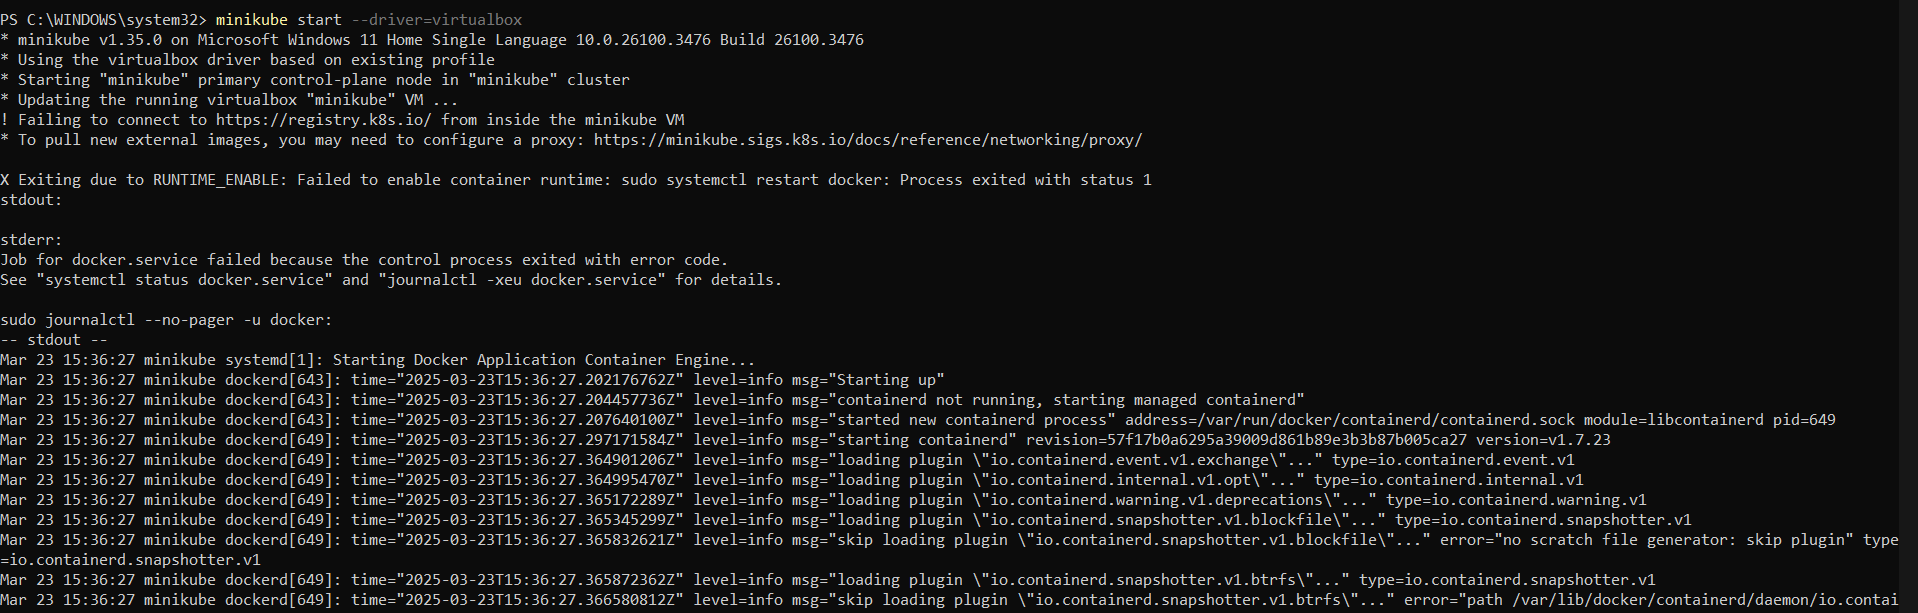 PS C:\WINDOWS\system32> minikube start --driver=virtualbox
* minikube v1.35.0 on Microsoft Windows 11 Home Single Language 10.0.26100.3476 Build 26100.3476
* Using the virtualbox driver based on existing profile
* Starting "minikube" primary control-plane node in "minikube" cluster
* Updating the running virtualbox "minikube" VM ...
! Failing to connect to https://registry.k8s.io/ from inside the minikube VM
* To pull new external images, you may need to configure a proxy: https://minikube.sigs.k8s.io/docs/reference/networking/proxy/

X Exiting due to RUNTIME_ENABLE: Failed to enable container runtime: sudo systemctl restart docker: Process exited with status 1
stdout:

stderr:
Job for docker.service failed because the control process exited with error code.
See "systemctl status docker.service" and "journalctl -xeu docker.service" for details.

sudo journalctl --no-pager -u docker:
-- stdout --
Mar 23 15:36:27 minikube systemd[1]: Starting Docker Application Container Engine...
Mar 23 15:36:27 minikube dockerd[643]: time="2025-03-23T15:36:27.202176762Z" level=info msg="Starting up"
Mar 23 15:36:27 minikube dockerd[643]: time="2025-03-23T15:36:27.204457736Z" level=info msg="containerd not running, starting managed containerd"
Mar 23 15:36:27 minikube dockerd[643]: time="2025-03-23T15:36:27.207640100Z" level=info msg="started new containerd process" address=/var/run/docker/containerd/containerd.sock module=libcontainerd pid=649
Mar 23 15:36:27 minikube dockerd[649]: time="2025-03-23T15:36:27.297171584Z" level=info msg="starting containerd" revision=57f17b0a6295a39009d861b89e3b3b87b005ca27 version=v1.7.23
Mar 23 15:36:27 minikube dockerd[649]: time="2025-03-23T15:36:27.364901206Z" level=info msg="loading plugin \"io.containerd.event.v1.exchange\"..." type=io.containerd.event.v1
Mar 23 15:36:27 minikube dockerd[649]: time="2025-03-23T15:36:27.364995470Z" level=info msg="loading plugin \"io.containerd.internal.v1.opt\"..." type=io.containerd.internal.v1
Mar 23 15:36:27 minikube dockerd[649]: time="2025-03-23T15:36:27.365172289Z" level=info msg="loading plugin \"io.containerd.warning.v1.deprecations\"..." type=io.containerd.warning.v1
Mar 23 15:36:27 minikube dockerd[649]: time="2025-03-23T15:36:27.365345299Z" level=info msg="loading plugin \"io.containerd.snapshotter.v1.blockfile\"..." type=io.containerd.snapshotter.v1
Mar 23 15:36:27 minikube dockerd[649]: time="2025-03-23T15:36:27.365832621Z" level=info msg="skip loading plugin \"io.containerd.snapshotter.v1.blockfile\"..." error="no scratch file generator: skip plugin" type
=io.containerd.snapshotter.v1
Mar 23 15:36:27 minikube dockerd[649]: time="2025-03-23T15:36:27.365872362Z" level=info msg="loading plugin \"io.containerd.snapshotter.v1.btrfs\"..." type=io.containerd.snapshotter.v1
Mar 23 15:36:27 minikube dockerd[649]: time="2025-03-23T15:36:27.366580812Z" level=info msg="skip loading plugin \"io.containerd.snapshotter.v1.btrfs\"..." error="path /var/lib/docker/containerd/daemon/io.contai